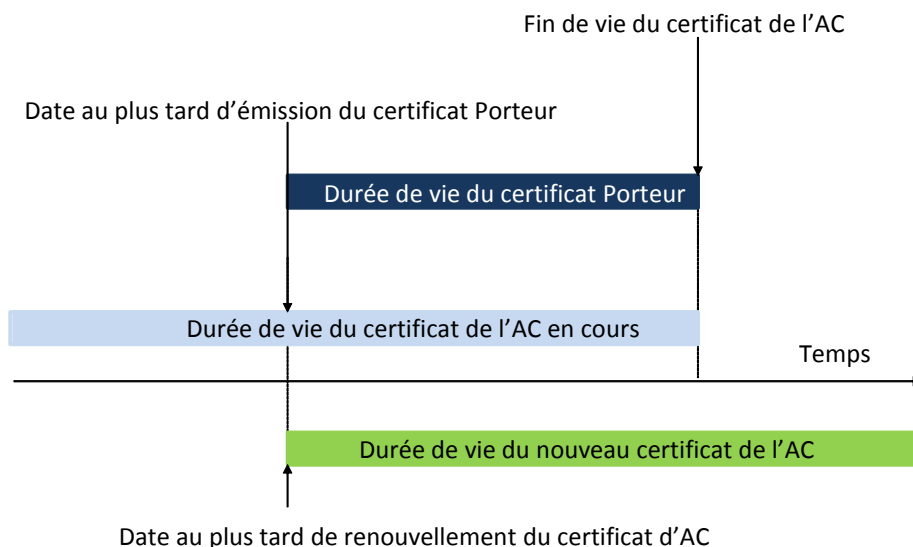 Fin de vie du certificat de l’AC
Date au plus tard d’émission du certificat Porteur
Durée de vie du certificat Porteur
Durée de vie du certificat de l’AC en cours
Temps
Durée de vie du nouveau certificat de l’AC
Date au plus tard de renouvellement du certificat d’AC